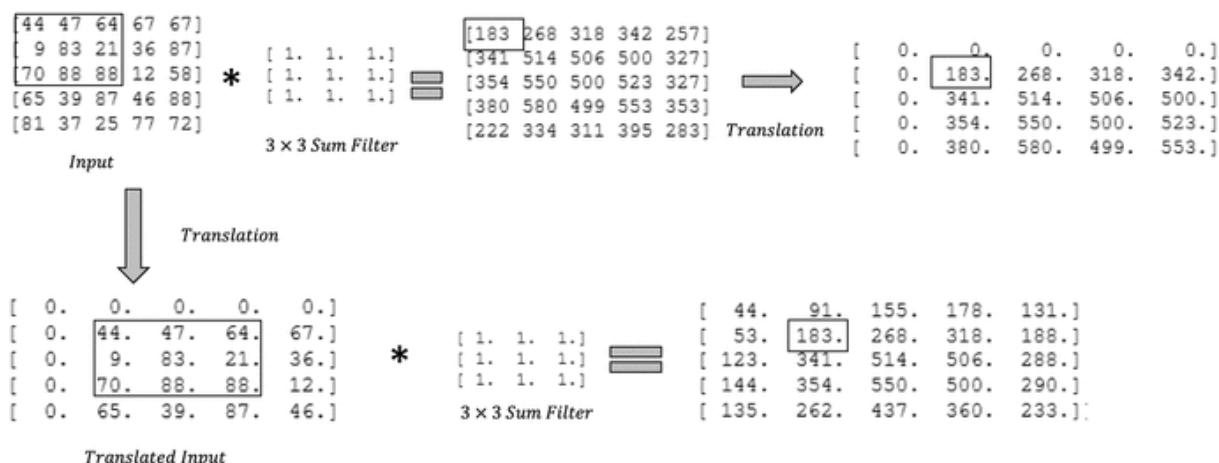 [44 47 64 67 67]
[ 9 83 21 36 87]
[70 88 88 12 58]
[65 39 87 46 88]
[81 37 25 77 72]
Input
*
[ 1. 1. 1.]
[ 1. 1. 1.]
[ 1. 1. 1.]
3 × 3 Sum Filter
[183 268 318 342 257]
[341 514 506 500 327]
[354 550 500 523 327]
[380 580 499 553 353]
[222 334 311 395 283]
Translation
[ 0. 0. 0. 0. 0.]
[ 0. 183. 268. 318. 342.]
[ 0. 341. 514. 506. 500.]
[ 0. 354. 550. 500. 523.]
[ 0. 380. 580. 499. 553.]
Translation
[ 0. 0. 0. 0. 0.]
[ 0. 44. 47. 64. 67.]
[ 0. 9. 83. 21. 36.]
[ 0. 70. 88. 88. 12.]
[ 0. 65. 39. 87. 46.]
Translated Input
*
[ 1. 1. 1.]
[ 1. 1. 1.]
[ 1. 1. 1.]
3 × 3 Sum Filter
[ 44. 91. 155. 178. 131.]
[ 53. 183. 268. 318. 188.]
[ 123. 341. 514. 506. 288.]
[ 144. 354. 550. 500. 290.]
[ 135. 262. 437. 360. 233.]